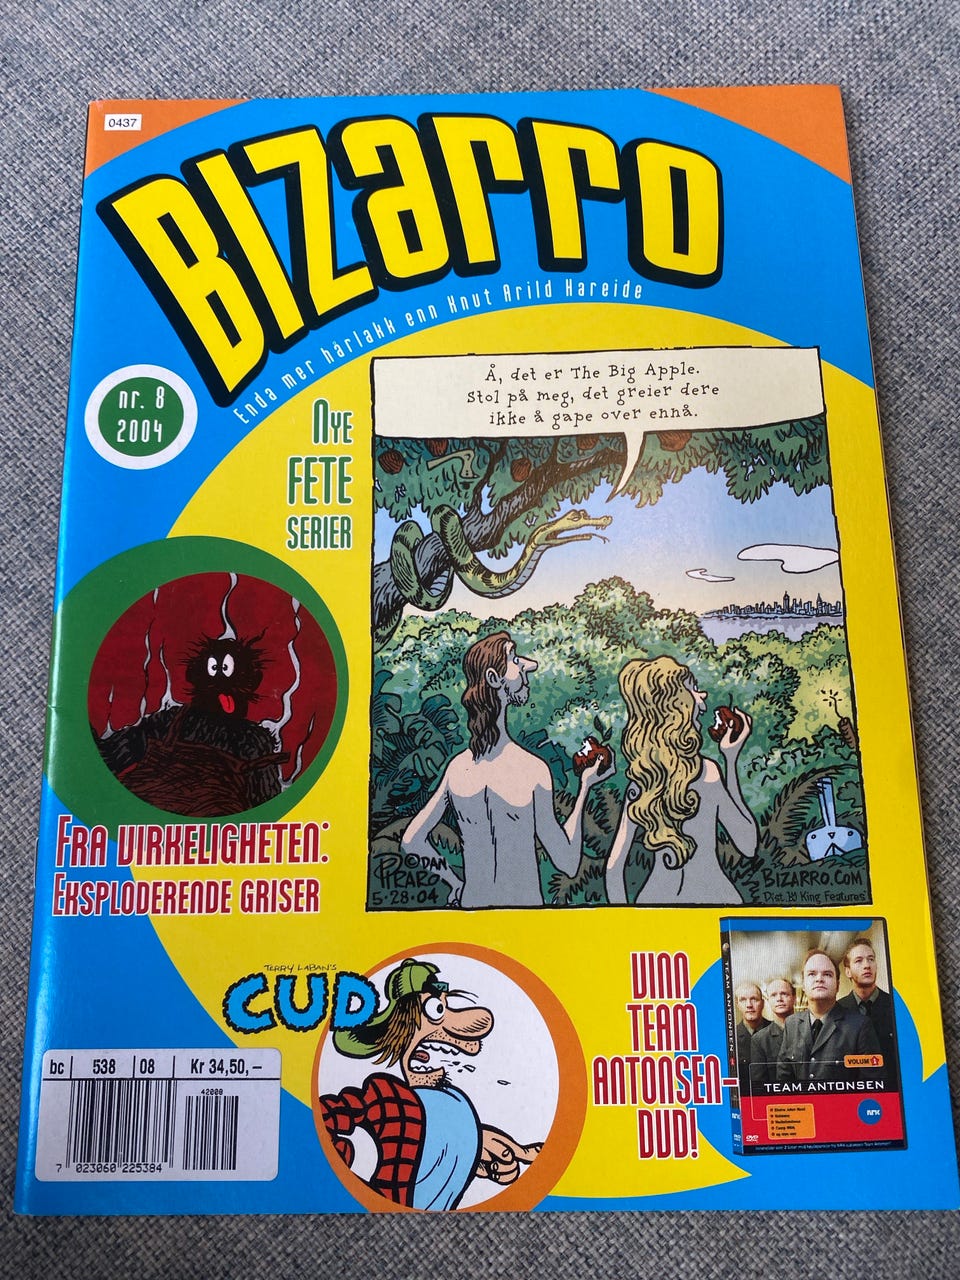 0437
BIZarro
Enda mer hårlakk enn Knut Arild Hareide
nr. 8
2004
NYE
FETE
SERIER
Å, det er The Big Apple.
Stol på meg, det greier dere
ikke å gape over ennå.
© DAN
PIRARO
5·28·04
BIZARRO.COM
Dist. by King Features
FRA VIRKELIGHETEN:
EKSPLODERENDE GRISER
TERRY LABAN'S
CUD
VINN
TEAM
ANTONSEN-
DVD!
TEAM ANTONSEN
VOLUM 1
TEAM ANTONSEN
NRK
DVD
bc 538 08 Kr 34,50,–
42008
7 023060 225384